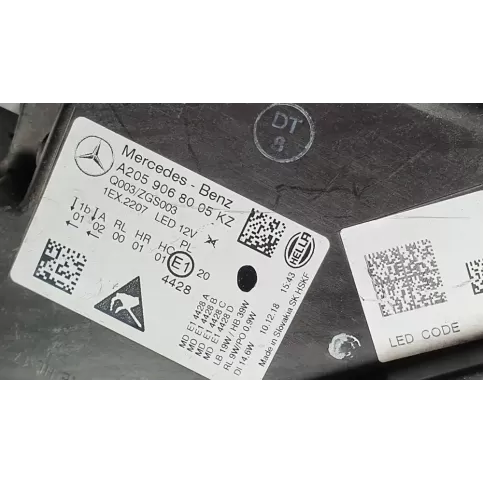 DT
8
Mercedes - Benz
A205 906 80 05 KZ
Q003/ZGS003
1EX.2207 LED 12V
1b A RL HR HC PL
01 02 00 01 01 20
E1
4428
HELLA
MD E1 4428 A
MD E1 4428 B
MD E1 4428 C
MD E1 4428 D
LB 19W / HB 39W
RL 9W/PO 0.9W
DI 14.6W
10.12.18 15:43
Made in Slovakia SK HSKF
LED CODE